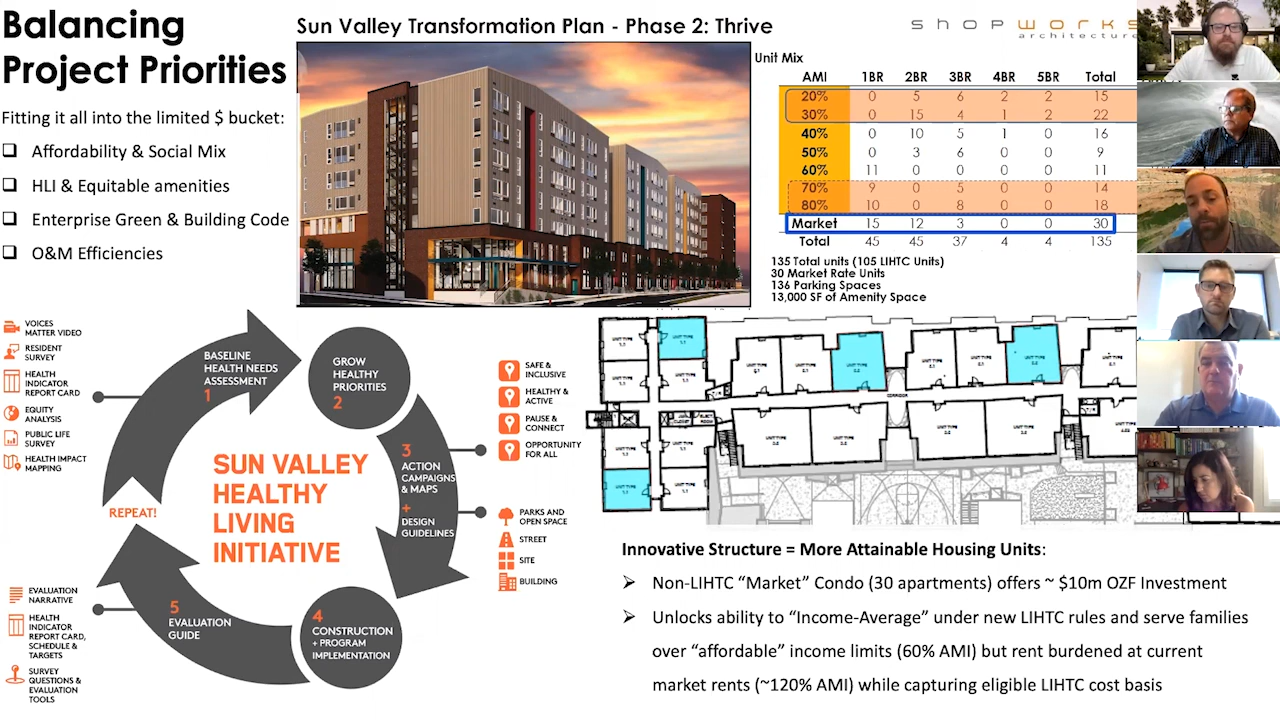 Balancing
Project Priorities
Fitting it all into the limited $ bucket:
Affordability & Social Mix
HLI & Equitable amenities
Enterprise Green & Building Code
O&M Efficiencies
Sun Valley Transformation Plan - Phase 2: Thrive
shopworks
architecture
Unit Mix
AMI 1BR 2BR 3BR 4BR 5BR Total
20% 0 5 6 2 2 15
30% 0 15 4 1 2 22
40% 0 10 5 1 0 16
50% 0 3 6 0 0 9
60% 11 0 0 0 0 11
70% 9 0 5 0 0 14
80% 10 0 8 0 0 18
Market 15 12 3 0 0 30
Total 45 45 37 4 4 135
135 Total units (105 LIHTC Units)
30 Market Rate Units
136 Parking Spaces
13,000 SF of Amenity Space
VOICES
MATTER VIDEO
RESIDENT
SURVEY
HEALTH
INDICATOR
REPORT CARD
EQUITY
ANALYSIS
PUBLIC LIFE
SURVEY
HEALTH IMPACT
MAPPING
BASELINE
HEALTH NEEDS
ASSESSMENT
1
GROW
HEALTHY
PRIORITIES
2
3
ACTION
CAMPAIGNS
& MAPS
+
DESIGN
GUIDELINES
SAFE &
INCLUSIVE
HEALTHY &
ACTIVE
PAUSE &
CONNECT
OPPORTUNITY
FOR ALL
PARKS AND
OPEN SPACE
STREET
SITE
BUILDING
SUN VALLEY
HEALTHY
LIVING
INITIATIVE
REPEAT!
4
CONSTRUCTION
+ PROGRAM
IMPLEMENTATION
5
EVALUATION
GUIDE
EVALUATION
NARRATIVE
HEALTH
INDICATOR
REPORT CARD,
SCHEDULE &
TARGETS
SURVEY
QUESTIONS &
EVALUATION
TOOLS
CORRIDOR
Innovative Structure = More Attainable Housing Units:
Non-LIHTC “Market” Condo (30 apartments) offers ~ $10m OZF Investment
Unlocks ability to “Income-Average” under new LIHTC rules and serve families
over “affordable” income limits (60% AMI) but rent burdened at current
market rents (~120% AMI) while capturing eligible LIHTC cost basis